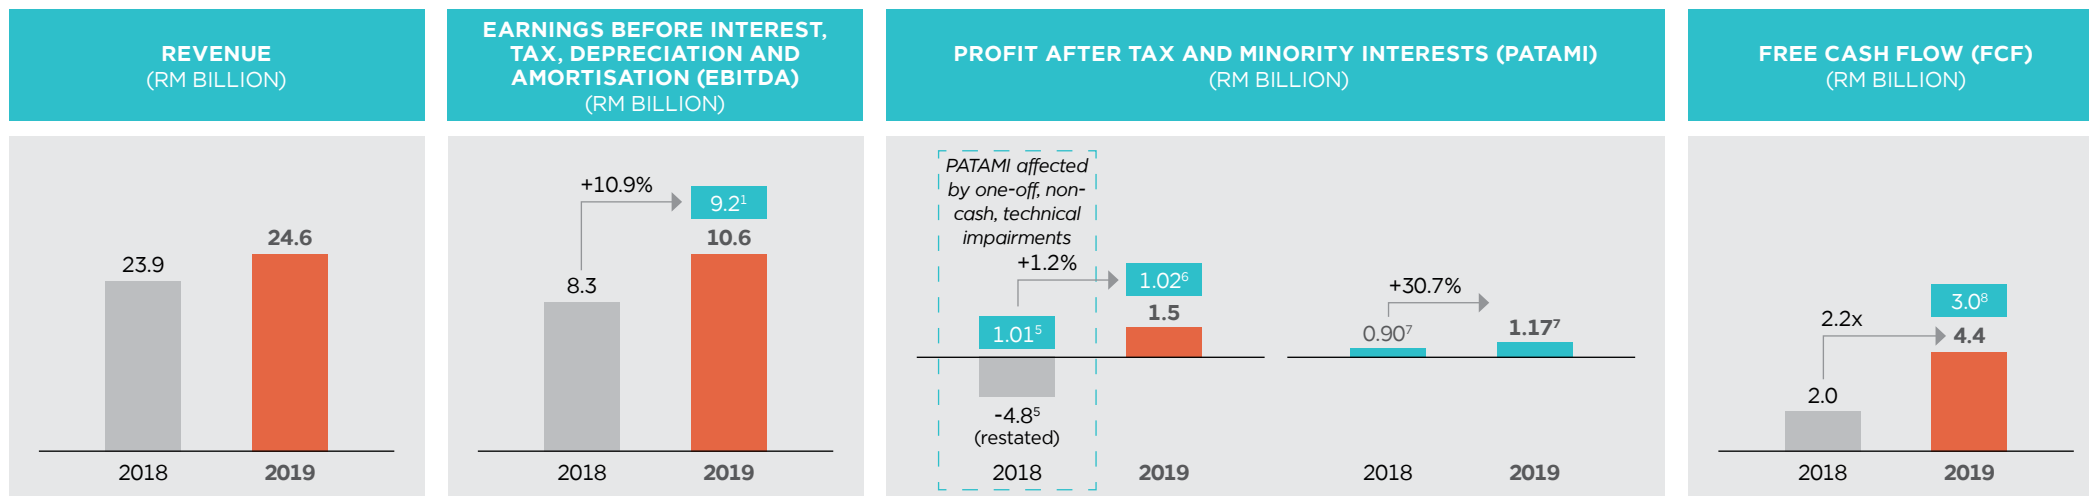 REVENUE
(RM BILLION)
23.9
24.6
2018
2019
EARNINGS BEFORE INTEREST,
TAX, DEPRECIATION AND
AMORTISATION (EBITDA)
(RM BILLION)
+10.9%
9.2¹
10.6
8.3
2018
2019
PROFIT AFTER TAX AND MINORITY INTERESTS (PATAMI)
(RM BILLION)
PATAMI affected
by one-off, non-
cash, technical
impairments
+1.2%
1.02⁶
1.5
1.01⁵
-4.8⁵
(restated)
2018
2019
+30.7%
0.90⁷
1.17⁷
2018
2019
FREE CASH FLOW (FCF)
(RM BILLION)
3.0⁸
2.2x
4.4
2.0
2018
2019